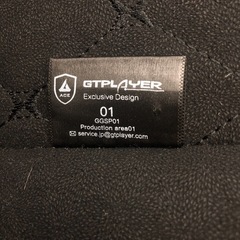 ACE
GTPLAYER
Exclusive Design
01
GGSP01
Production area01
service.jp@gtplayer.com